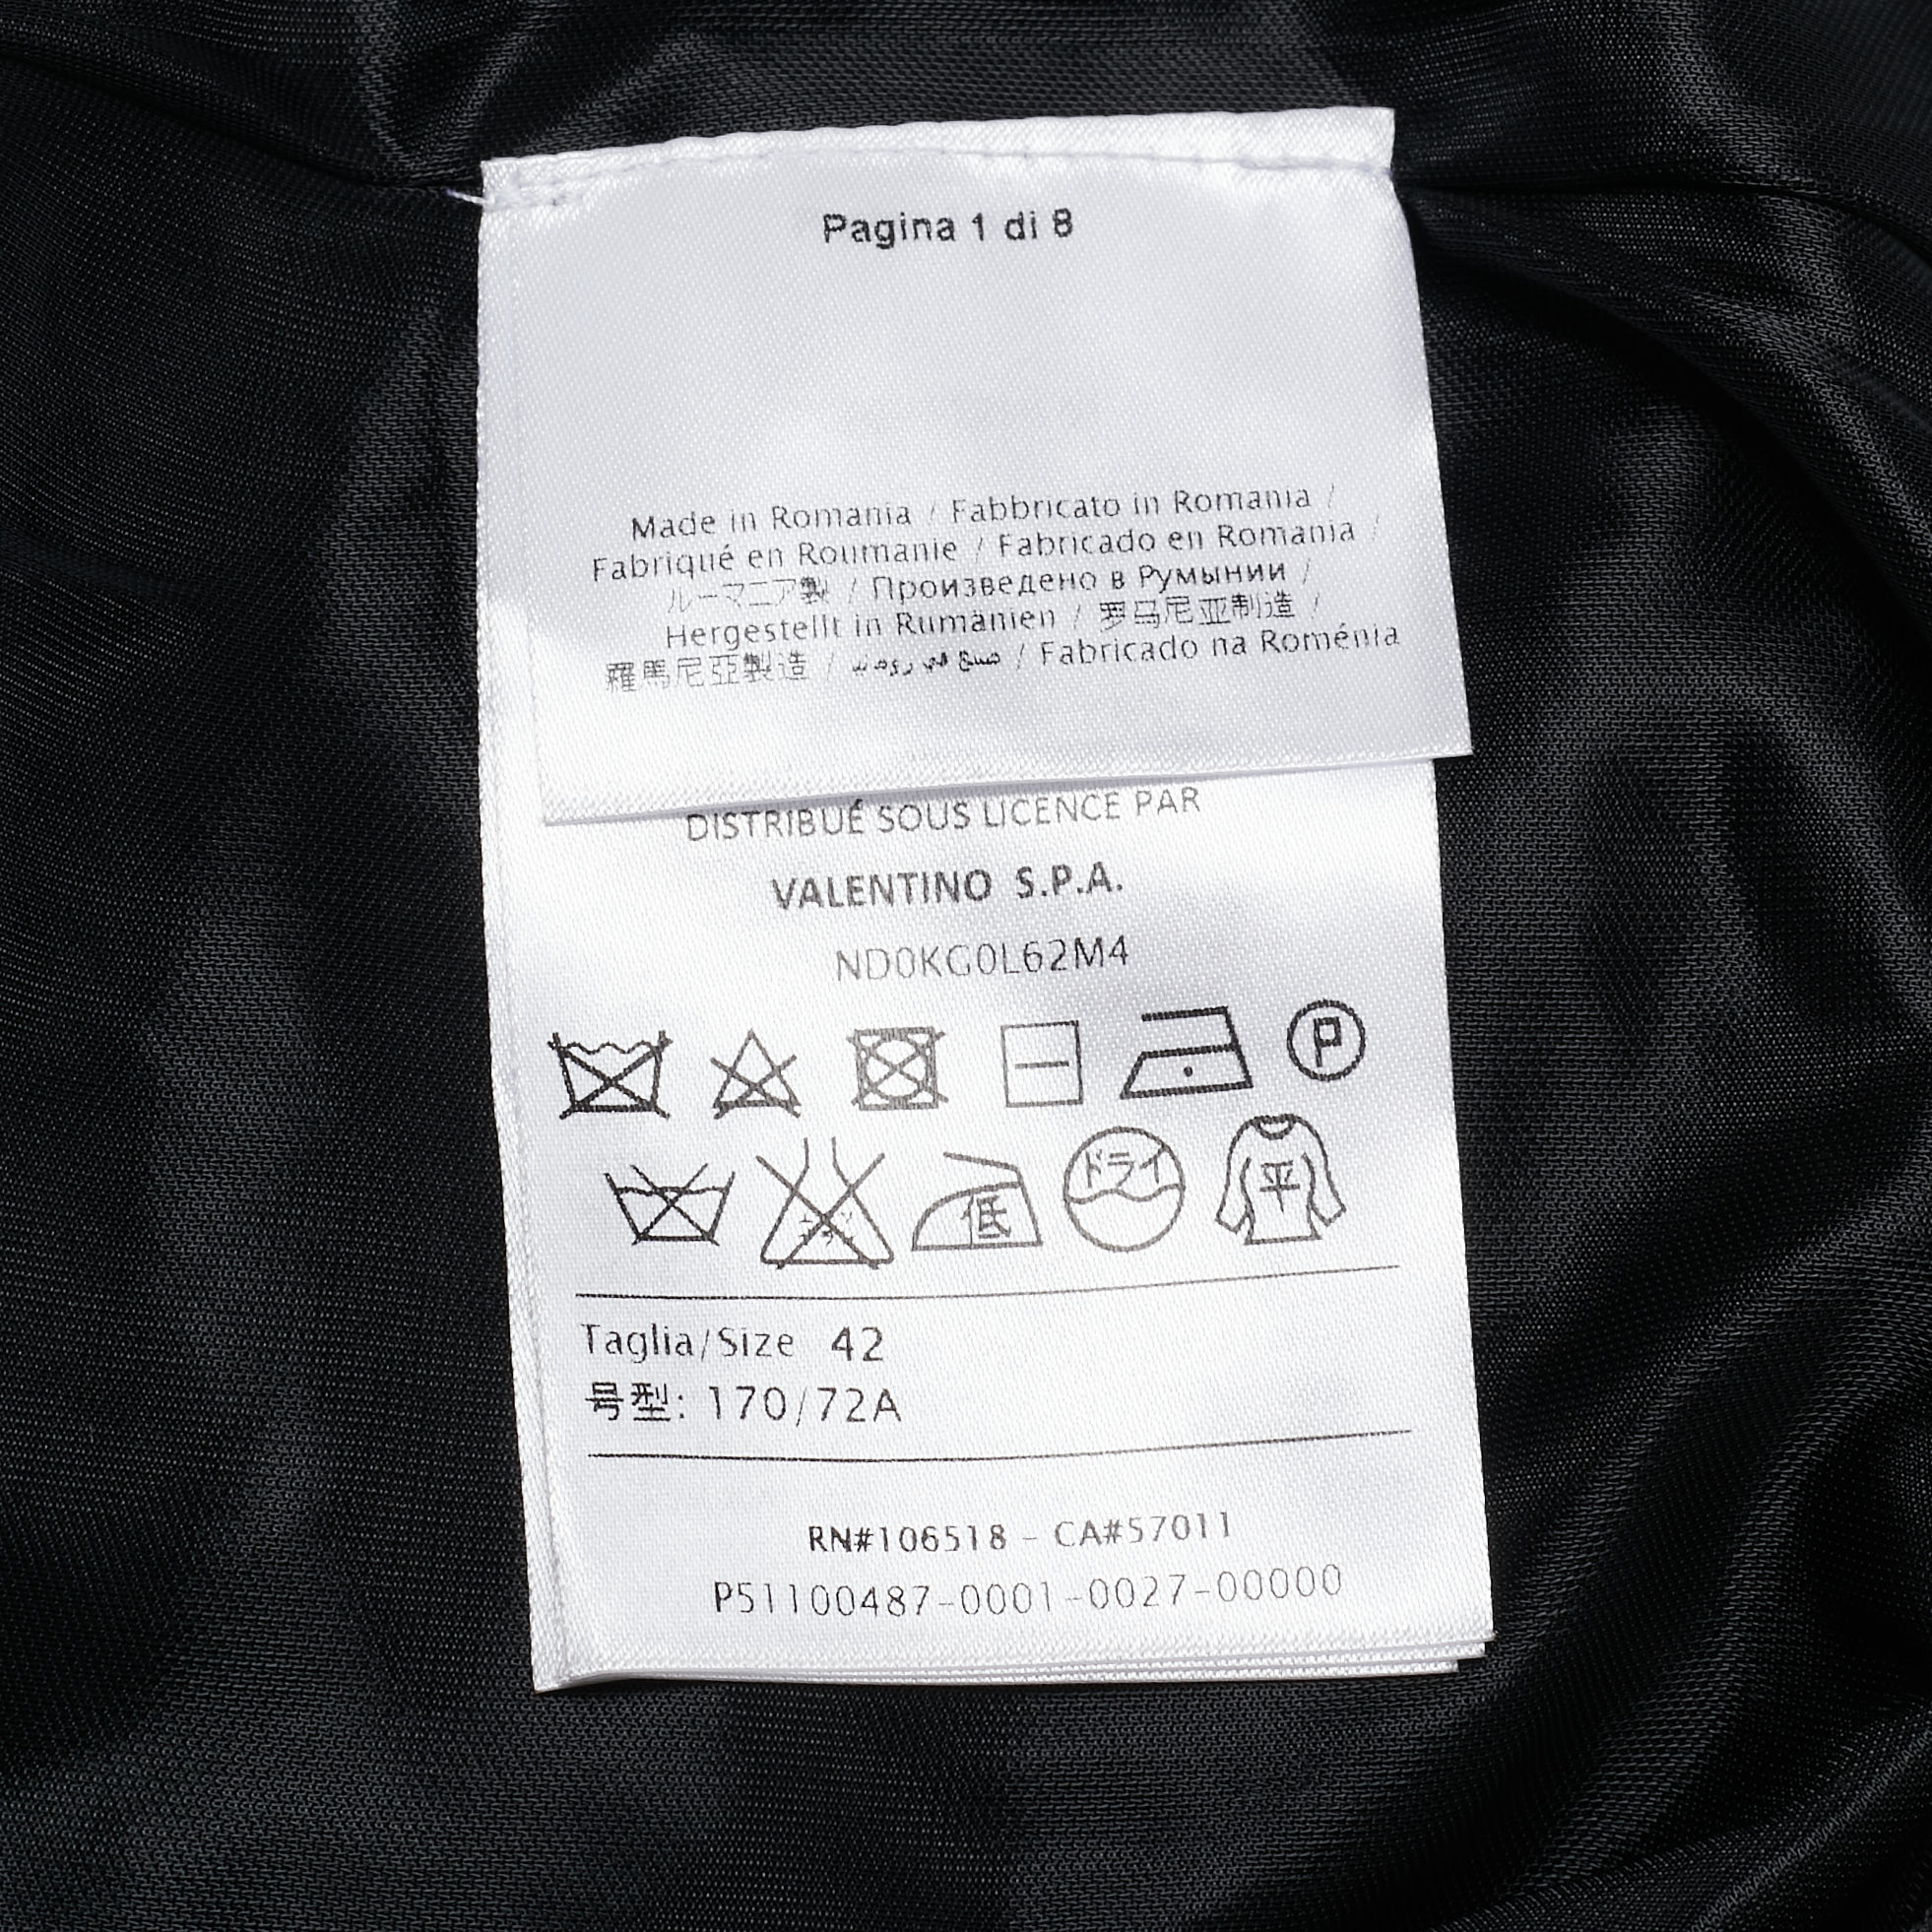 Pagina 1 di 8
Made in Romania / Fabbricato in Romania /
Fabriqué en Roumanie / Fabricado en Romania /
ルーマニア製 / Произведено в Румынии /
Hergestellt in Rumänien / 罗马尼亚制造 /
羅馬尼亞製造 / / Fabricado na Roménia
DISTRIBUÉ SOUS LICENCE PAR
VALENTINO S.P.A.
ND0KG0L62M4
P
低 ドライ 平
Taglia/Size 42
号型: 170/72A
RN#106518 - CA#57011
P51100487-0001-0027-00000